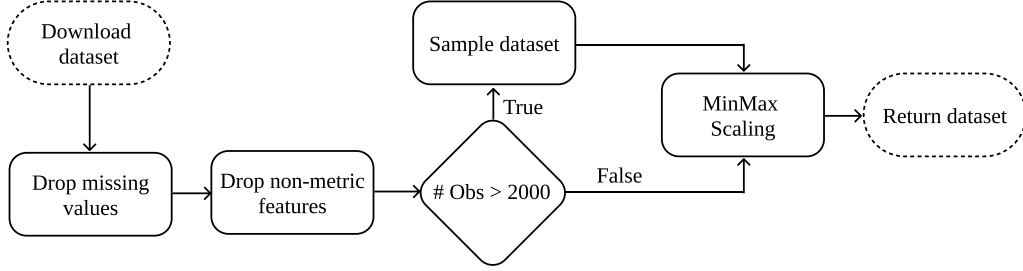 Download
dataset
Drop missing
values
Drop non-metric
features
# Obs > 2000
True
Sample dataset
False
MinMax
Scaling
Return dataset